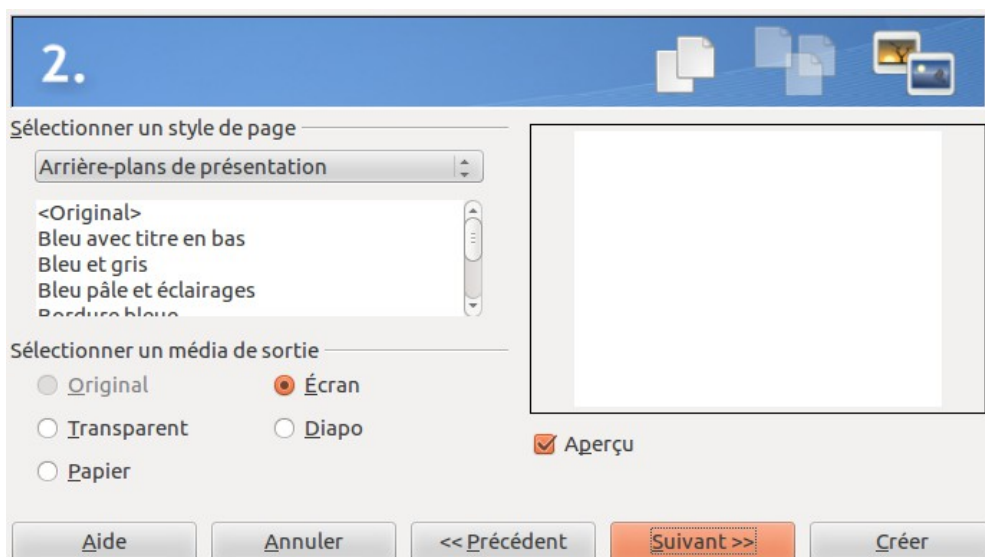 2.
Sélectionner un style de page
Arrière-plans de présentation
<Original>
Bleu avec titre en bas
Bleu et gris
Bleu pâle et éclairages
Bordure bleue
Sélectionner un média de sortie
Original
Écran
Transparent
Diapo
Papier
Aperçu
Aide
Annuler
<< Précédent
Suivant >>
Créer